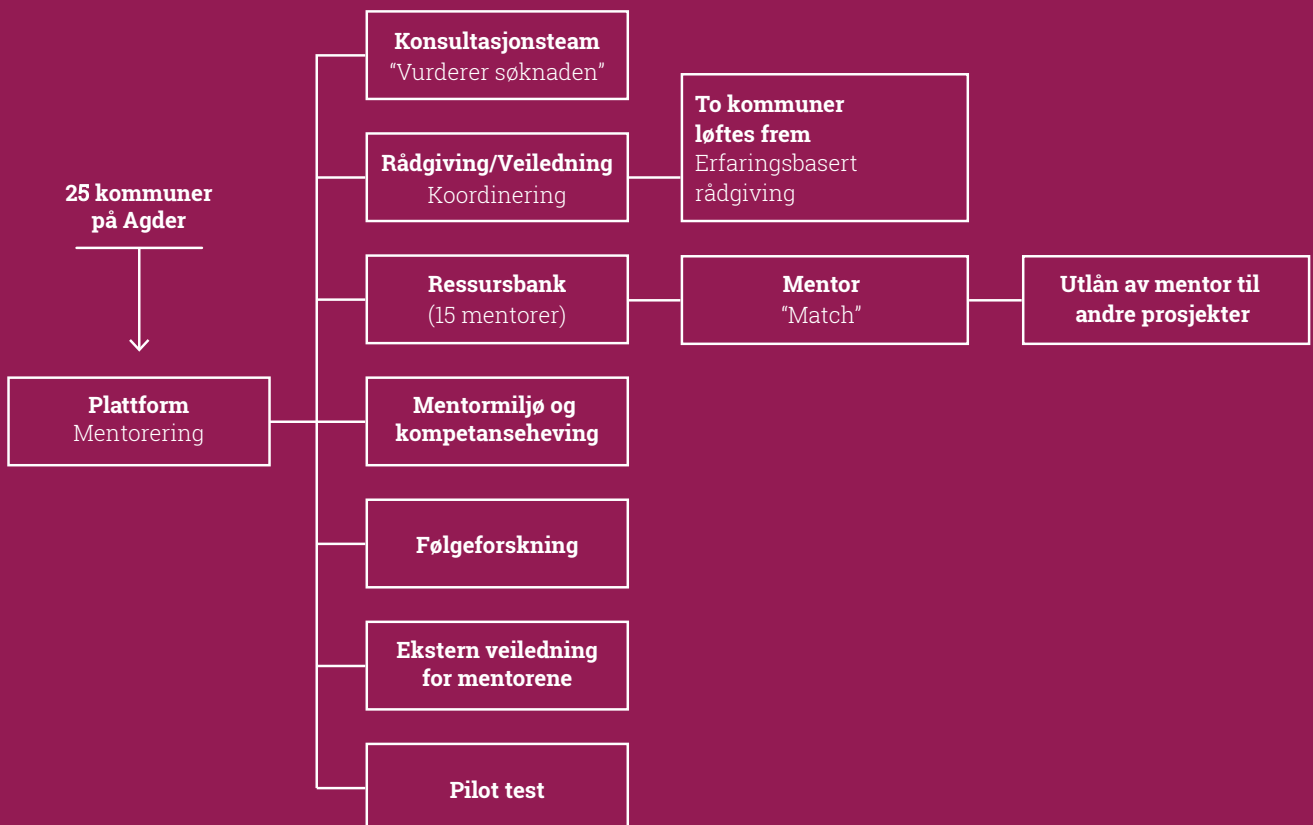 25 kommuner
på Agder
Plattform
Mentorering
Konsultasjonsteam
“Vurderer søknaden”
Rådgiving/Veiledning
Koordinering
To kommuner
løftes frem
Erfaringsbasert
rådgiving
Ressursbank
(15 mentorer)
Mentor
“Match”
Utlån av mentor til
andre prosjekter
Mentormiljø og
kompetanseheving
Følgeforskning
Ekstern veiledning
for mentorene
Pilot test